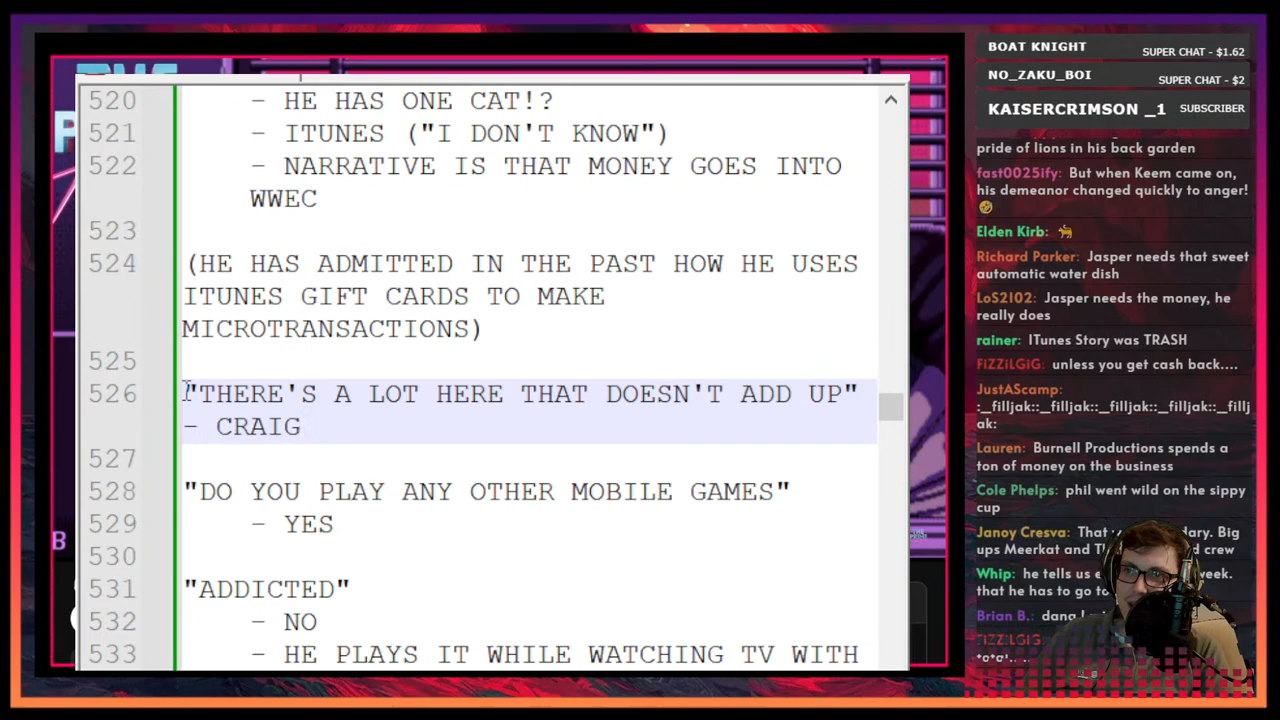 520 - HE HAS ONE CAT!?
521 - ITUNES ("I DON'T KNOW")
522 - NARRATIVE IS THAT MONEY GOES INTO
WWEC
523
524 (HE HAS ADMITTED IN THE PAST HOW HE USES
ITUNES GIFT CARDS TO MAKE
MICROTRANSACTIONS)
525
526 "THERE'S A LOT HERE THAT DOESN'T ADD UP"
- CRAIG
527
528 "DO YOU PLAY ANY OTHER MOBILE GAMES"
529 - YES
530
531 "ADDICTED"
532 - NO
533 - HE PLAYS IT WHILE WATCHING TV WITH
BOAT KNIGHT SUPER CHAT - $1.62
NO_ZAKU_BOI SUPER CHAT - $2
KAISERCRIMSON _1 SUBSCRIBER
pride of lions in his back garden
fast0025ify: But when Keem came on,
his demeanor changed quickly to anger!
Elden Kirb:
Richard Parker: Jasper needs that sweet
automatic water dish
LoS2102: Jasper needs the money, he
really does
rainer: ITunes Story was TRASH
FiZZiLGiG: unless you get cash back....
JustAScamp:
:_filljak::_filljak::_filljak::_filljak::_fillj
ak:
Lauren: Burnell Productions spends a
ton of money on the business
Cole Phelps: phil went wild on the sippy
cup
Janoy Cresva: That dary. Big
ups Meerkat and Th d crew
Whip: he tells us e week.
that he has to go t
Brian B.: dang
FiZZiLGiG: